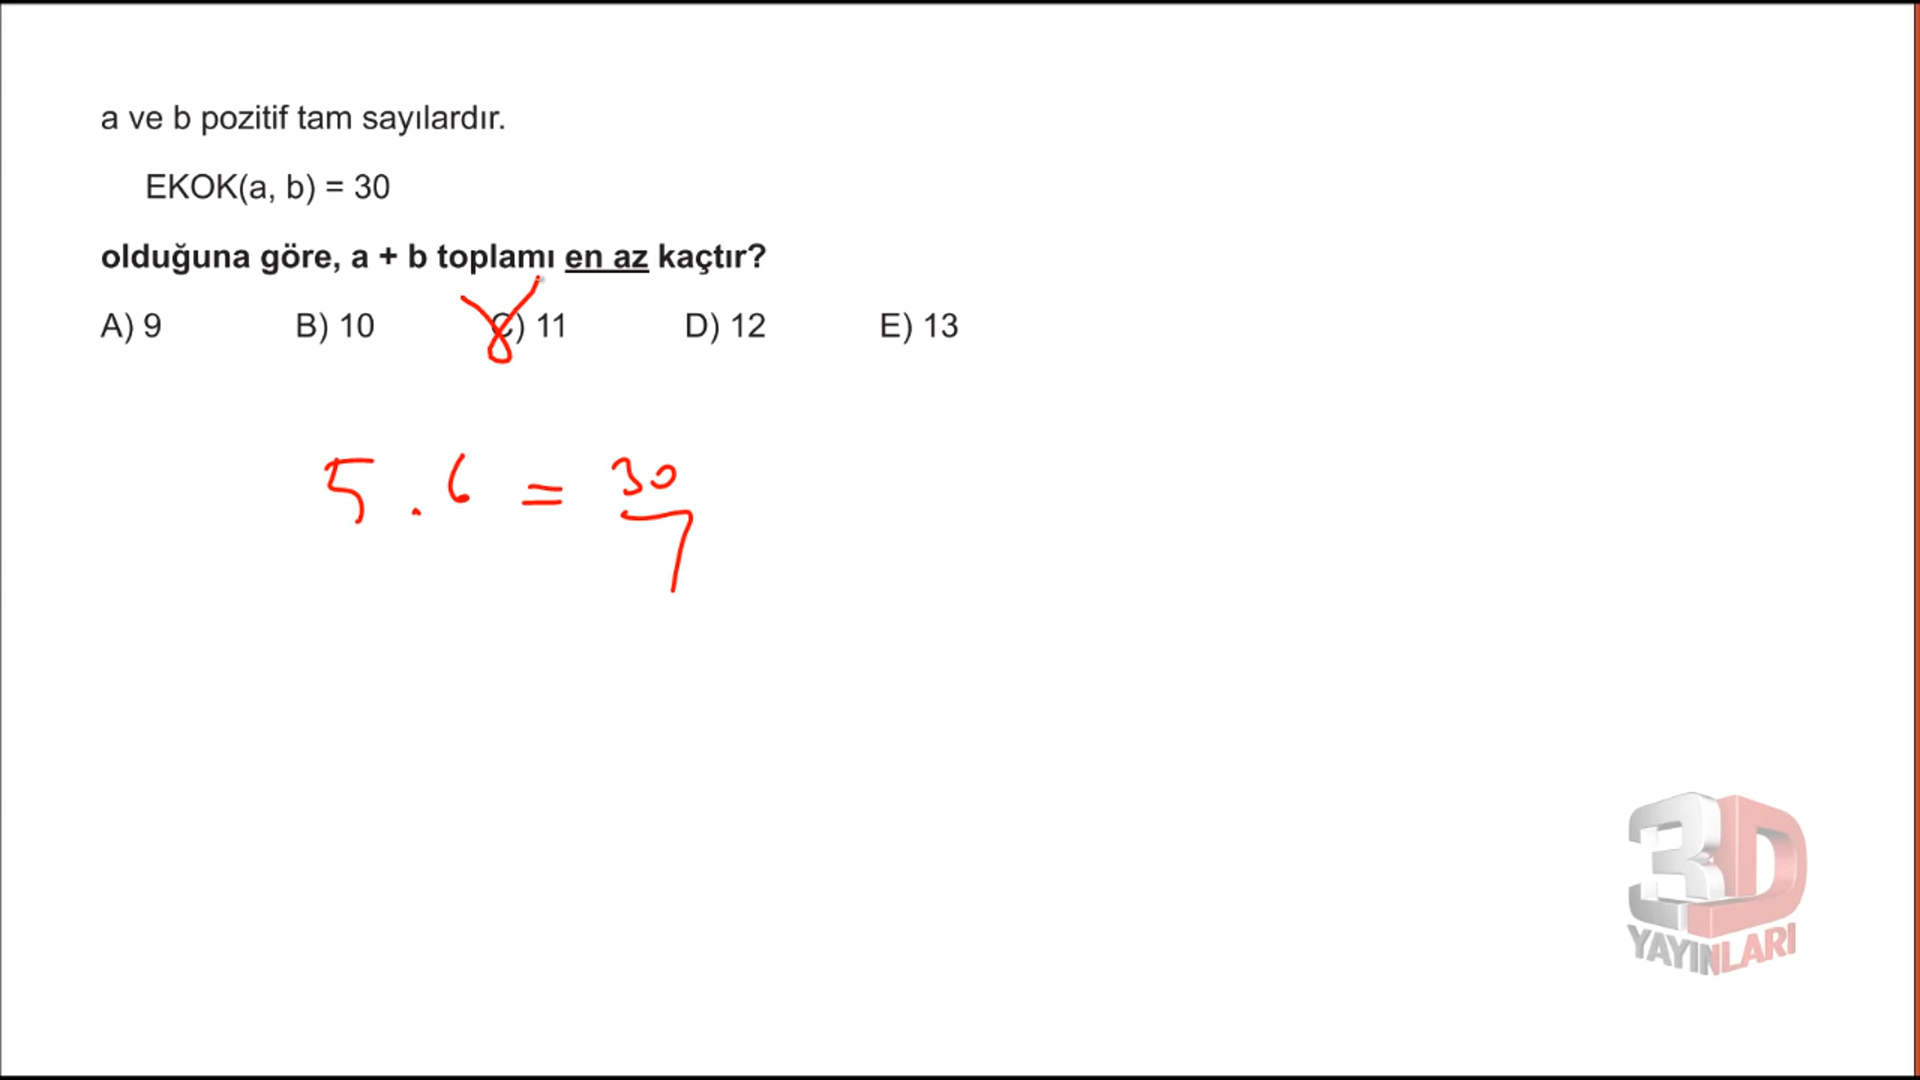 a ve b pozitif tam sayılardır.
EKOK(a, b) = 30
olduğuna göre, a + b toplamı en az kaçtır?
A) 9 B) 10 C) 11 D) 12 E) 13
5 . 6 = 30
3D
YAYINLARI